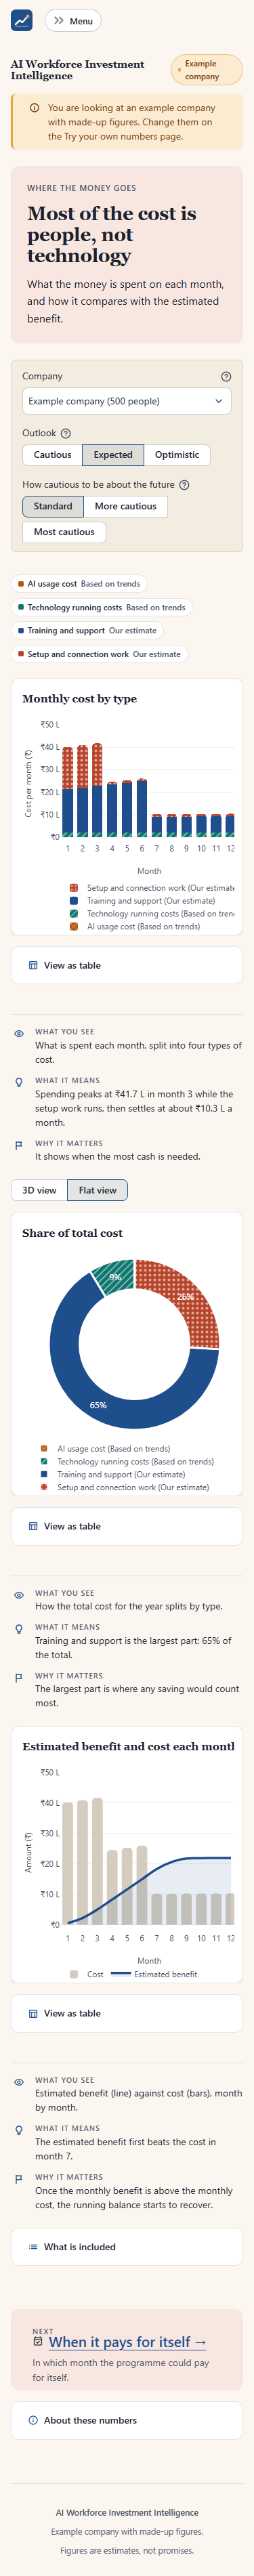 Menu
AI Workforce Investment
Intelligence
Example
company
You are looking at an example company
with made-up figures. Change them on
the Try your own numbers page.
WHERE THE MONEY GOES
Most of the cost is
people, not
technology
What the money is spent on each month,
and how it compares with the estimated
benefit.
Company
Example company (500 people)
Outlook
Cautious Expected Optimistic
How cautious to be about the future
Standard More cautious
Most cautious
AI usage cost Based on trends
Technology running costs Based on trends
Training and support Our estimate
Setup and connection work Our estimate
Monthly cost by type
₹50 L
₹40 L
₹30 L
₹20 L
₹10 L
₹0
Cost per month (₹)
1 2 3 4 5 6 7 8 9 10 11 12
Month
Setup and connection work (Our estimate
Training and support (Our estimate)
Technology running costs (Based on tren
AI usage cost (Based on trends)
View as table
WHAT YOU SEE
What is spent each month, split into four types of
cost.
WHAT IT MEANS
Spending peaks at ₹41.7 L in month 3 while the
setup work runs, then settles at about ₹10.3 L a
month.
WHY IT MATTERS
It shows when the most cash is needed.
3D view Flat view
Share of total cost
9%
26%
65%
AI usage cost (Based on trends)
Technology running costs (Based on trends)
Training and support (Our estimate)
Setup and connection work (Our estimate)
View as table
WHAT YOU SEE
How the total cost for the year splits by type.
WHAT IT MEANS
Training and support is the largest part: 65% of
the total.
WHY IT MATTERS
The largest part is where any saving would count
most.
Estimated benefit and cost each month
₹50 L
₹40 L
₹30 L
₹20 L
₹10 L
₹0
Amount (₹)
1 2 3 4 5 6 7 8 9 10 11 12
Month
Cost Estimated benefit
View as table
WHAT YOU SEE
Estimated benefit (line) against cost (bars), month
by month.
WHAT IT MEANS
The estimated benefit first beats the cost in
month 7.
WHY IT MATTERS
Once the monthly benefit is above the monthly
cost, the running balance starts to recover.
What is included
NEXT
When it pays for itself →
In which month the programme could pay
for itself.
About these numbers
AI Workforce Investment Intelligence
Example company with made-up figures.
Figures are estimates, not promises.